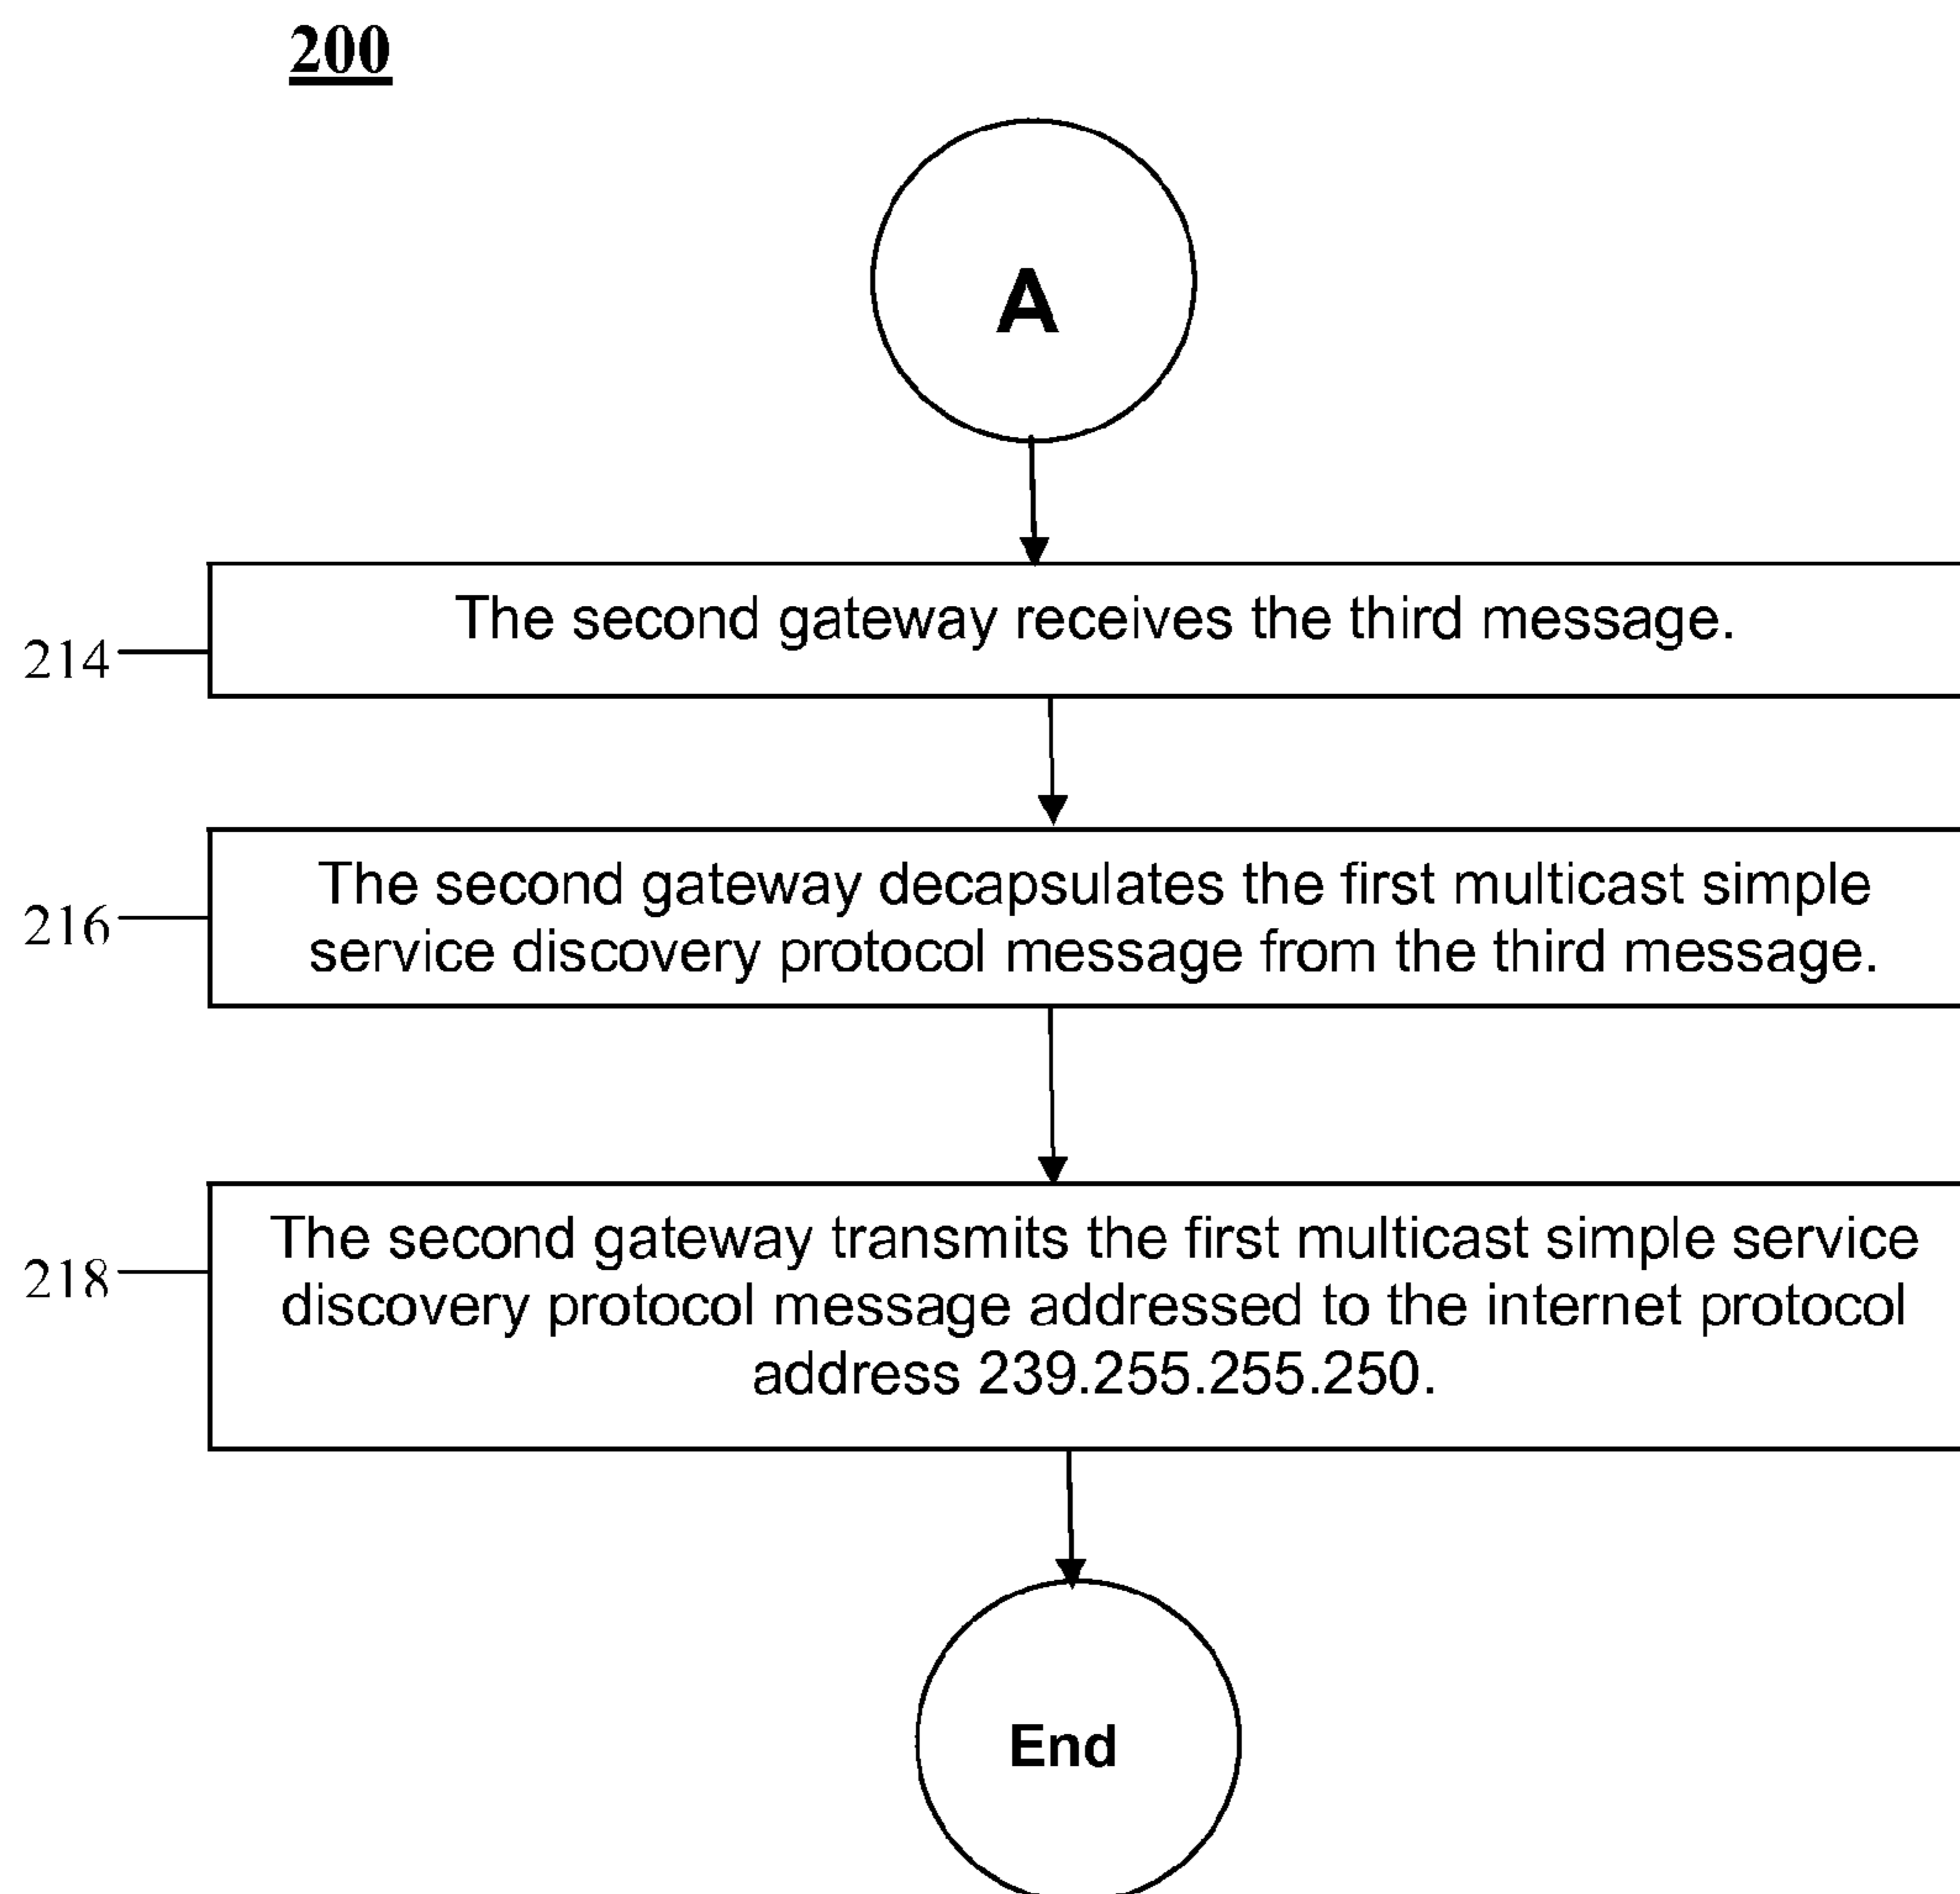 200
A
The second gateway receives the third message.
214
The second gateway decapsulates the first multicast simple
service discovery protocol message from the third message.
216
The second gateway transmits the first multicast simple service
discovery protocol message addressed to the internet protocol
address 239.255.255.250.
218
End